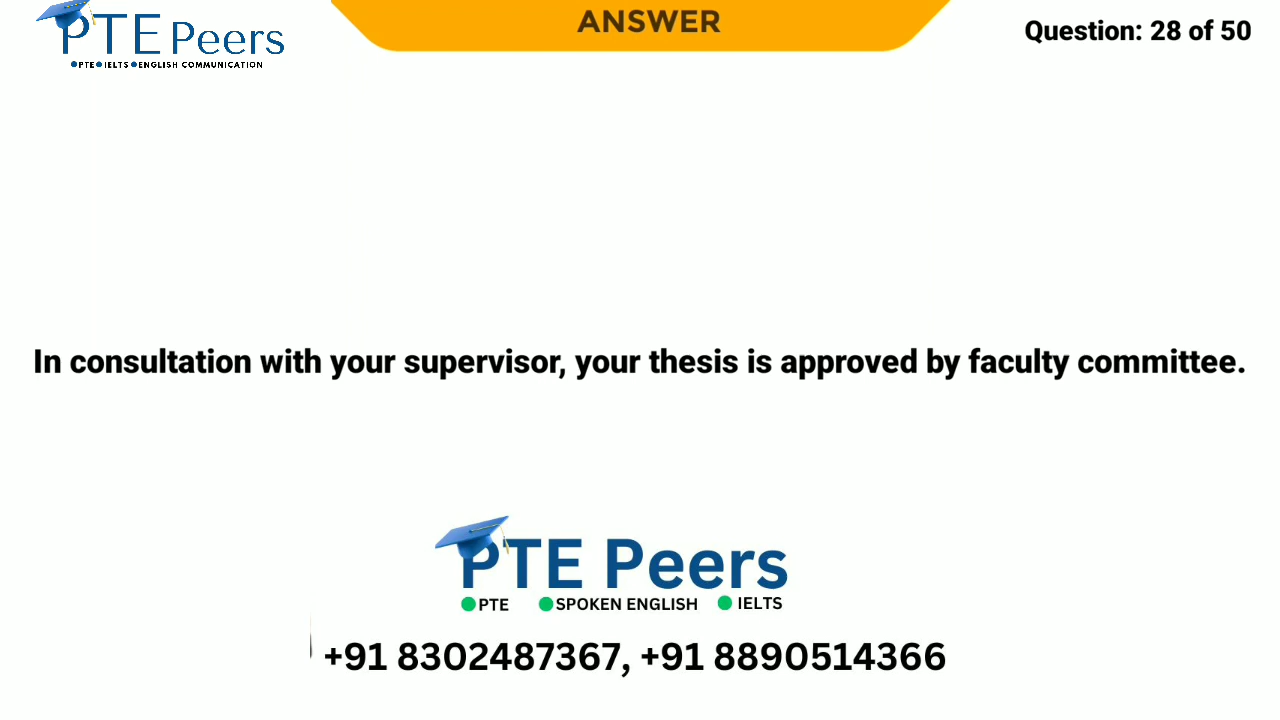 PTE Peers
PTE IELTS ENGLISH COMMUNICATION
ANSWER
Question: 28 of 50
In consultation with your supervisor, your thesis is approved by faculty committee.
PTE Peers
PTE SPOKEN ENGLISH IELTS
+91 8302487367, +91 8890514366